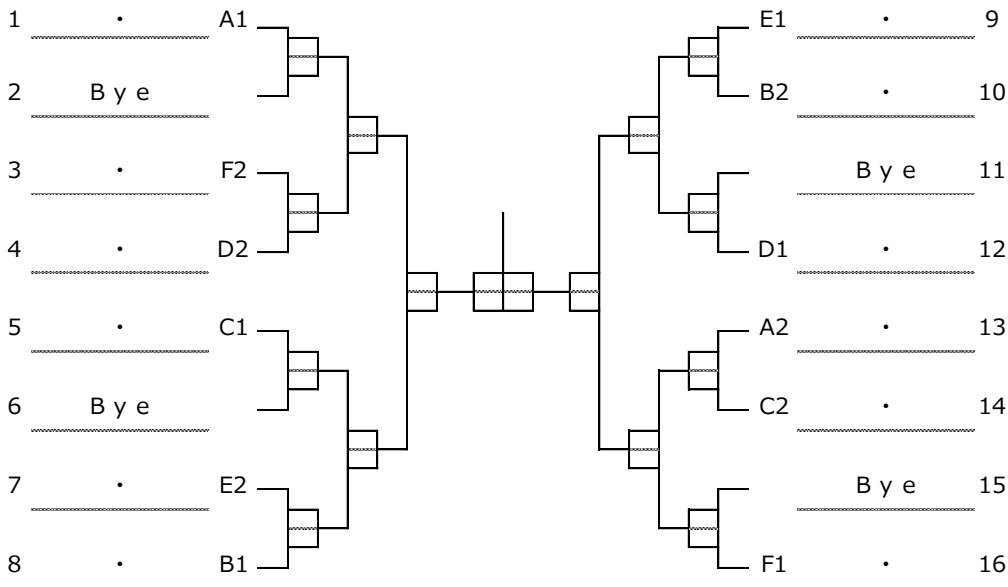 1 ・ A1 E1 ・ 9
2 Bye B2 ・ 10
3 ・ F2 Bye 11
4 ・ D2 D1 ・ 12
5 ・ C1 A2 ・ 13
6 Bye C2 ・ 14
7 ・ E2 Bye 15
8 ・ B1 F1 ・ 16